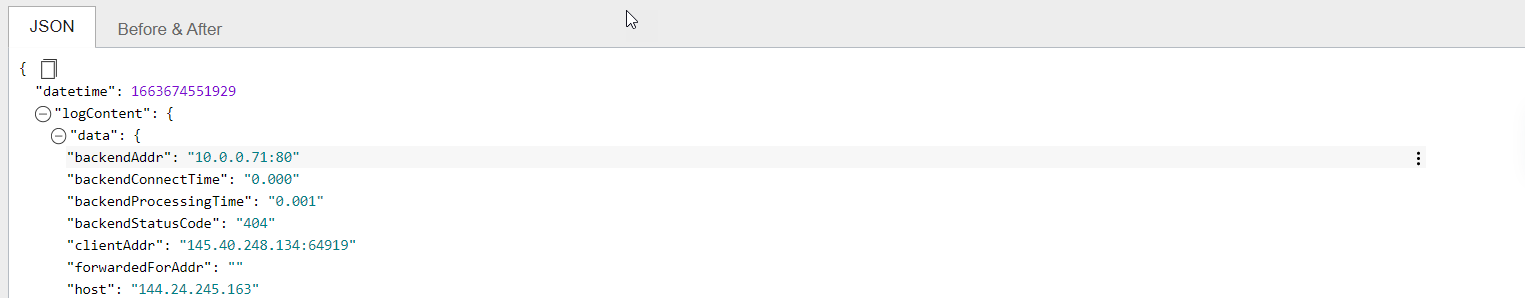 JSON Before & After
{
"datetime": 1663674551929
"logContent": {
"data": {
"backendAddr": "10.0.0.71:80"
"backendConnectTime": "0.000"
"backendProcessingTime": "0.001"
"backendStatusCode": "404"
"clientAddr": "145.40.248.134:64919"
"forwardedForAddr": ""
"host": "144.24.245.163"